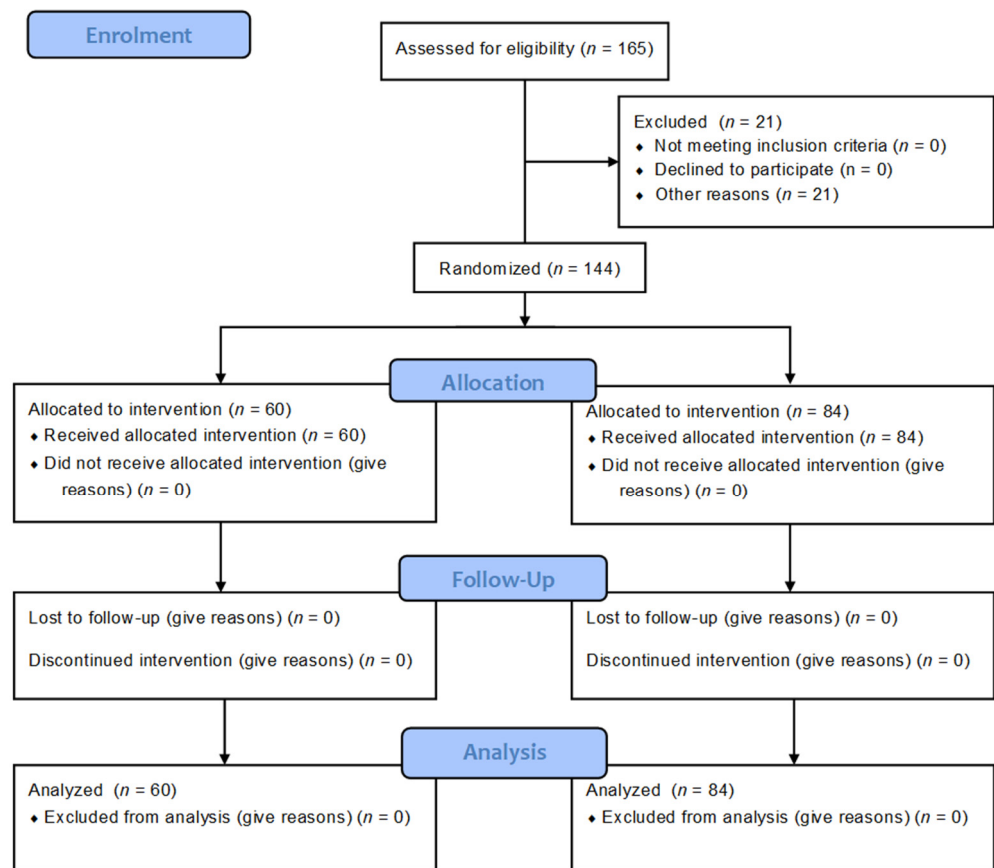 Enrolment
Assessed for eligibility (n = 165)
Excluded (n = 21)
♦ Not meeting inclusion criteria (n = 0)
♦ Declined to participate (n = 0)
♦ Other reasons (n = 21)
Randomized (n = 144)
Allocation
Allocated to intervention (n = 60)
♦ Received allocated intervention (n = 60)
♦ Did not receive allocated intervention (give
reasons) (n = 0)
Allocated to intervention (n = 84)
♦ Received allocated intervention (n = 84)
♦ Did not receive allocated intervention (give
reasons) (n = 0)
Follow-Up
Lost to follow-up (give reasons) (n = 0)
Discontinued intervention (give reasons) (n = 0)
Lost to follow-up (give reasons) (n = 0)
Discontinued intervention (give reasons) (n = 0)
Analysis
Analyzed (n = 60)
♦ Excluded from analysis (give reasons) (n = 0)
Analyzed (n = 84)
♦ Excluded from analysis (give reasons) (n = 0)